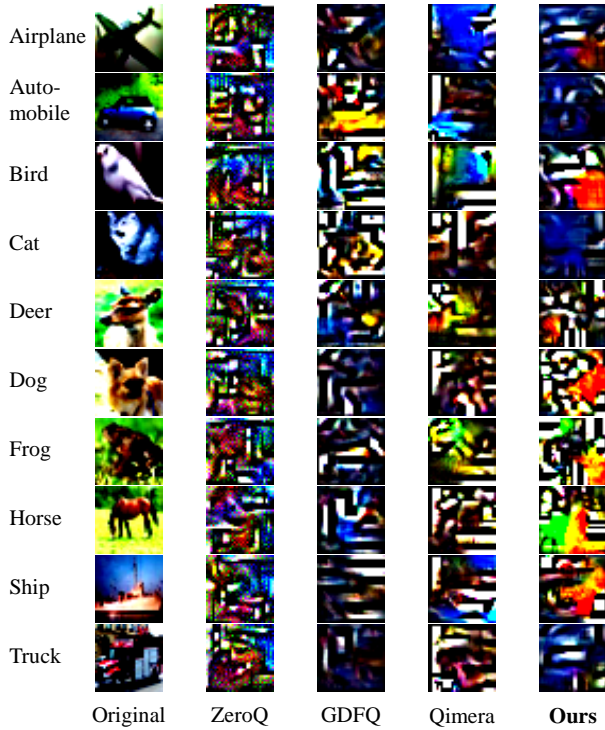 Airplane
Auto-
mobile
Bird
Cat
Deer
Dog
Frog
Horse
Ship
Truck
Original ZeroQ GDFQ Qimera Ours